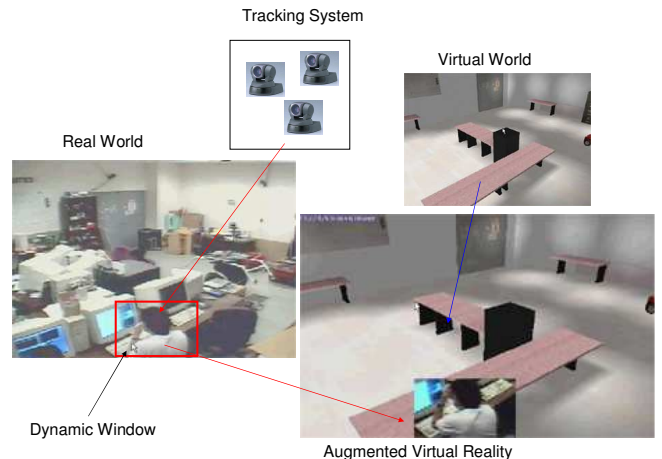 Tracking System
Virtual World
Real World
Dynamic Window
Augmented Virtual Reality